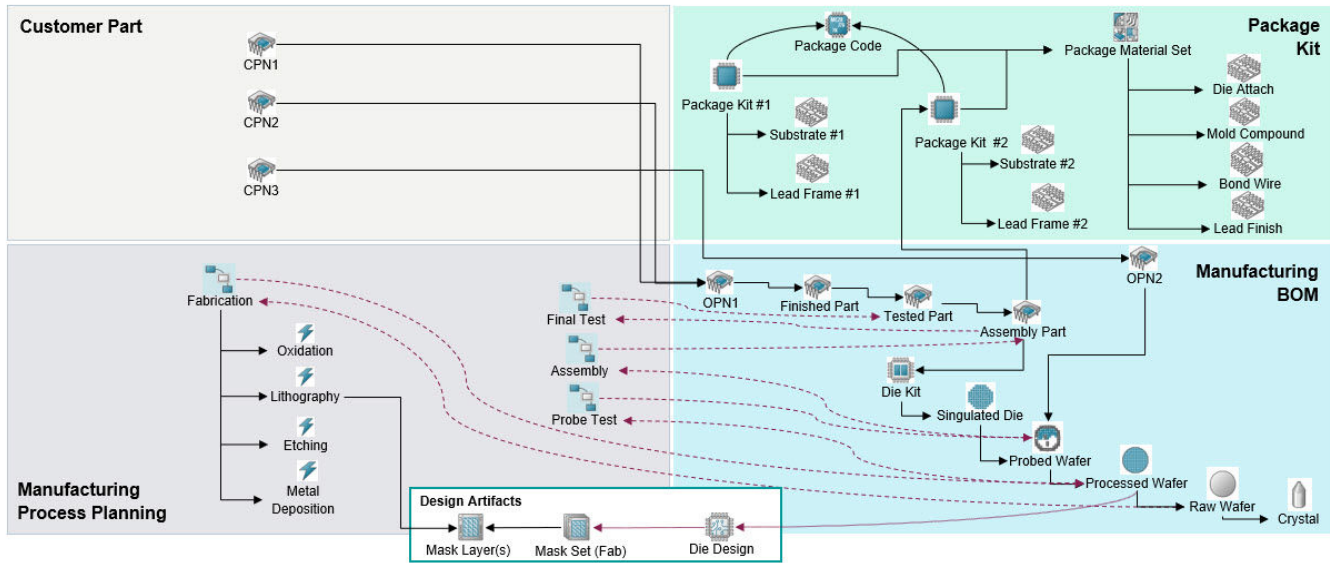 Customer Part
CPN1
CPN2
CPN3
Package
Kit
Package Code
Package Material Set
Package Kit #1
Substrate #1
Lead Frame #1
Package Kit #2
Substrate #2
Lead Frame #2
Die Attach
Mold Compound
Bond Wire
Lead Finish
Manufacturing
Process Planning
Fabrication
Oxidation
Lithography
Etching
Metal
Deposition
Final Test
Assembly
Probe Test
Manufacturing
BOM
OPN1
Finished Part
Tested Part
Assembly Part
OPN2
Die Kit
Singulated Die
Probed Wafer
Processed Wafer
Raw Wafer
Crystal
Design Artifacts
Mask Layer(s)
Mask Set (Fab)
Die Design